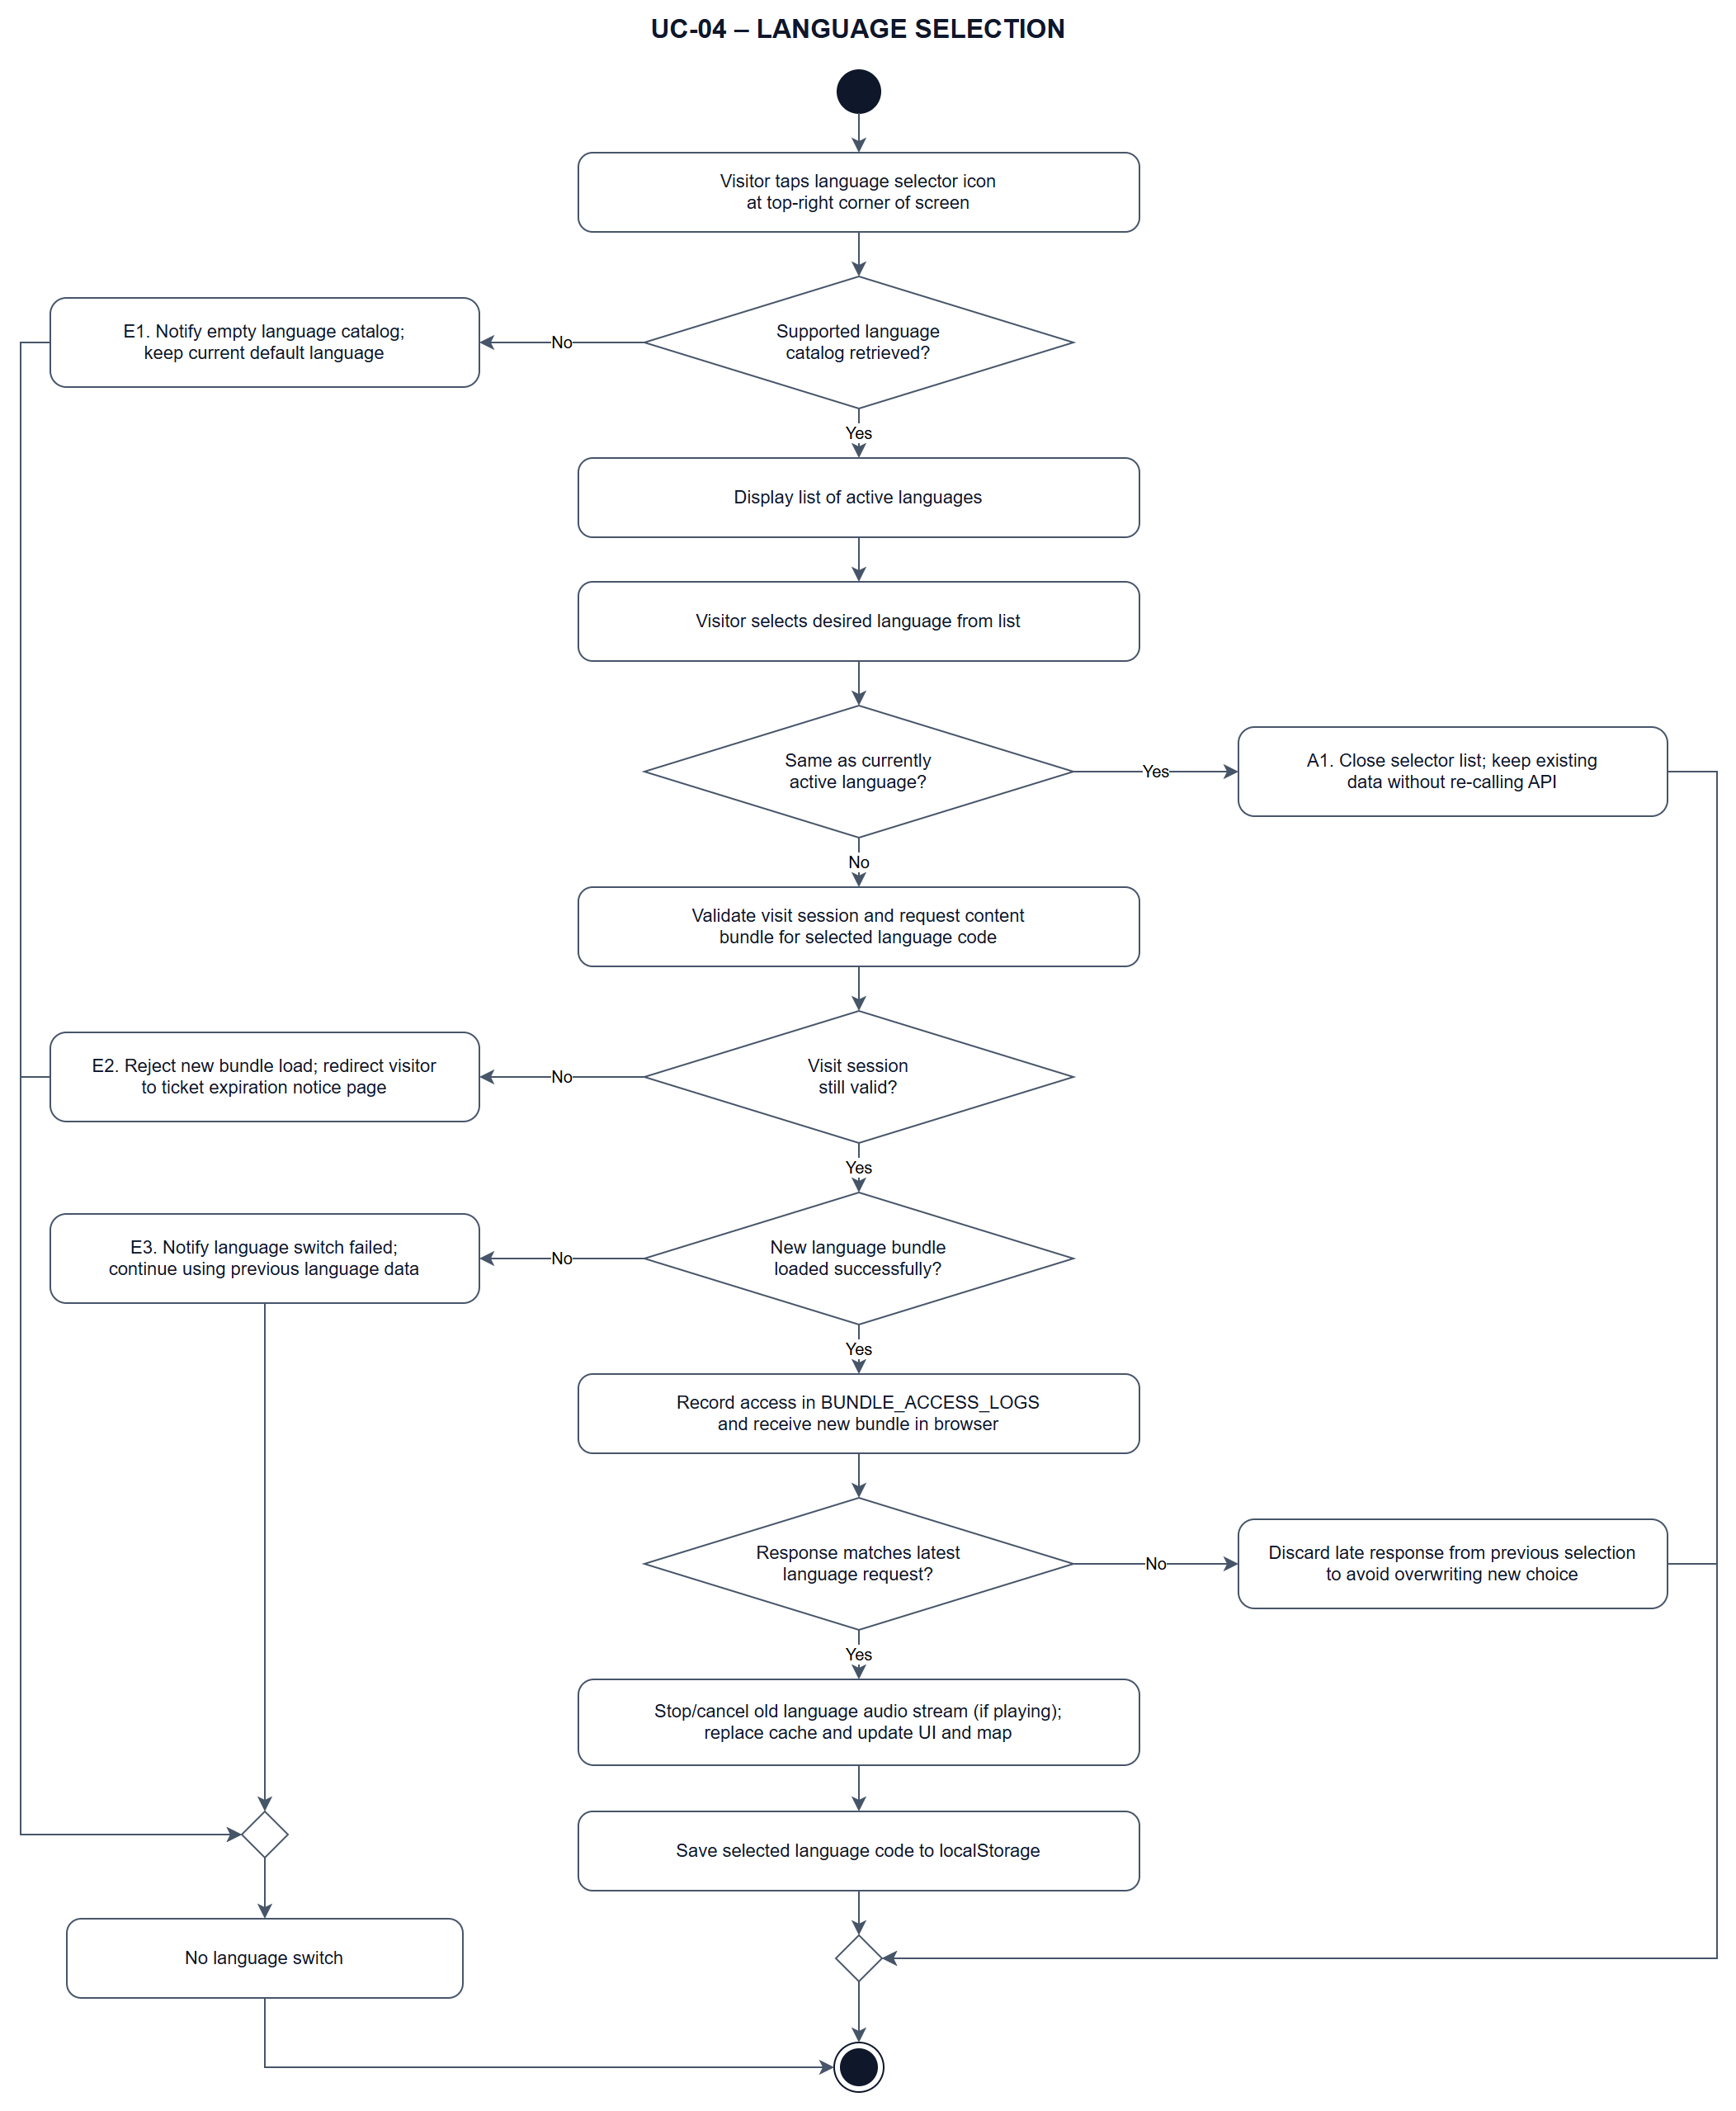 UC-04 – LANGUAGE SELECTION
Visitor taps language selector icon
at top-right corner of screen
Supported language
catalog retrieved?
No
E1. Notify empty language catalog;
keep current default language
Yes
Display list of active languages
Visitor selects desired language from list
Same as currently
active language?
Yes
A1. Close selector list; keep existing
data without re-calling API
No
Validate visit session and request content
bundle for selected language code
Visit session
still valid?
No
E2. Reject new bundle load; redirect visitor
to ticket expiration notice page
Yes
New language bundle
loaded successfully?
No
E3. Notify language switch failed;
continue using previous language data
Yes
Record access in BUNDLE_ACCESS_LOGS
and receive new bundle in browser
Response matches latest
language request?
No
Discard late response from previous selection
to avoid overwriting new choice
Yes
Stop/cancel old language audio stream (if playing);
replace cache and update UI and map
Save selected language code to localStorage
No language switch